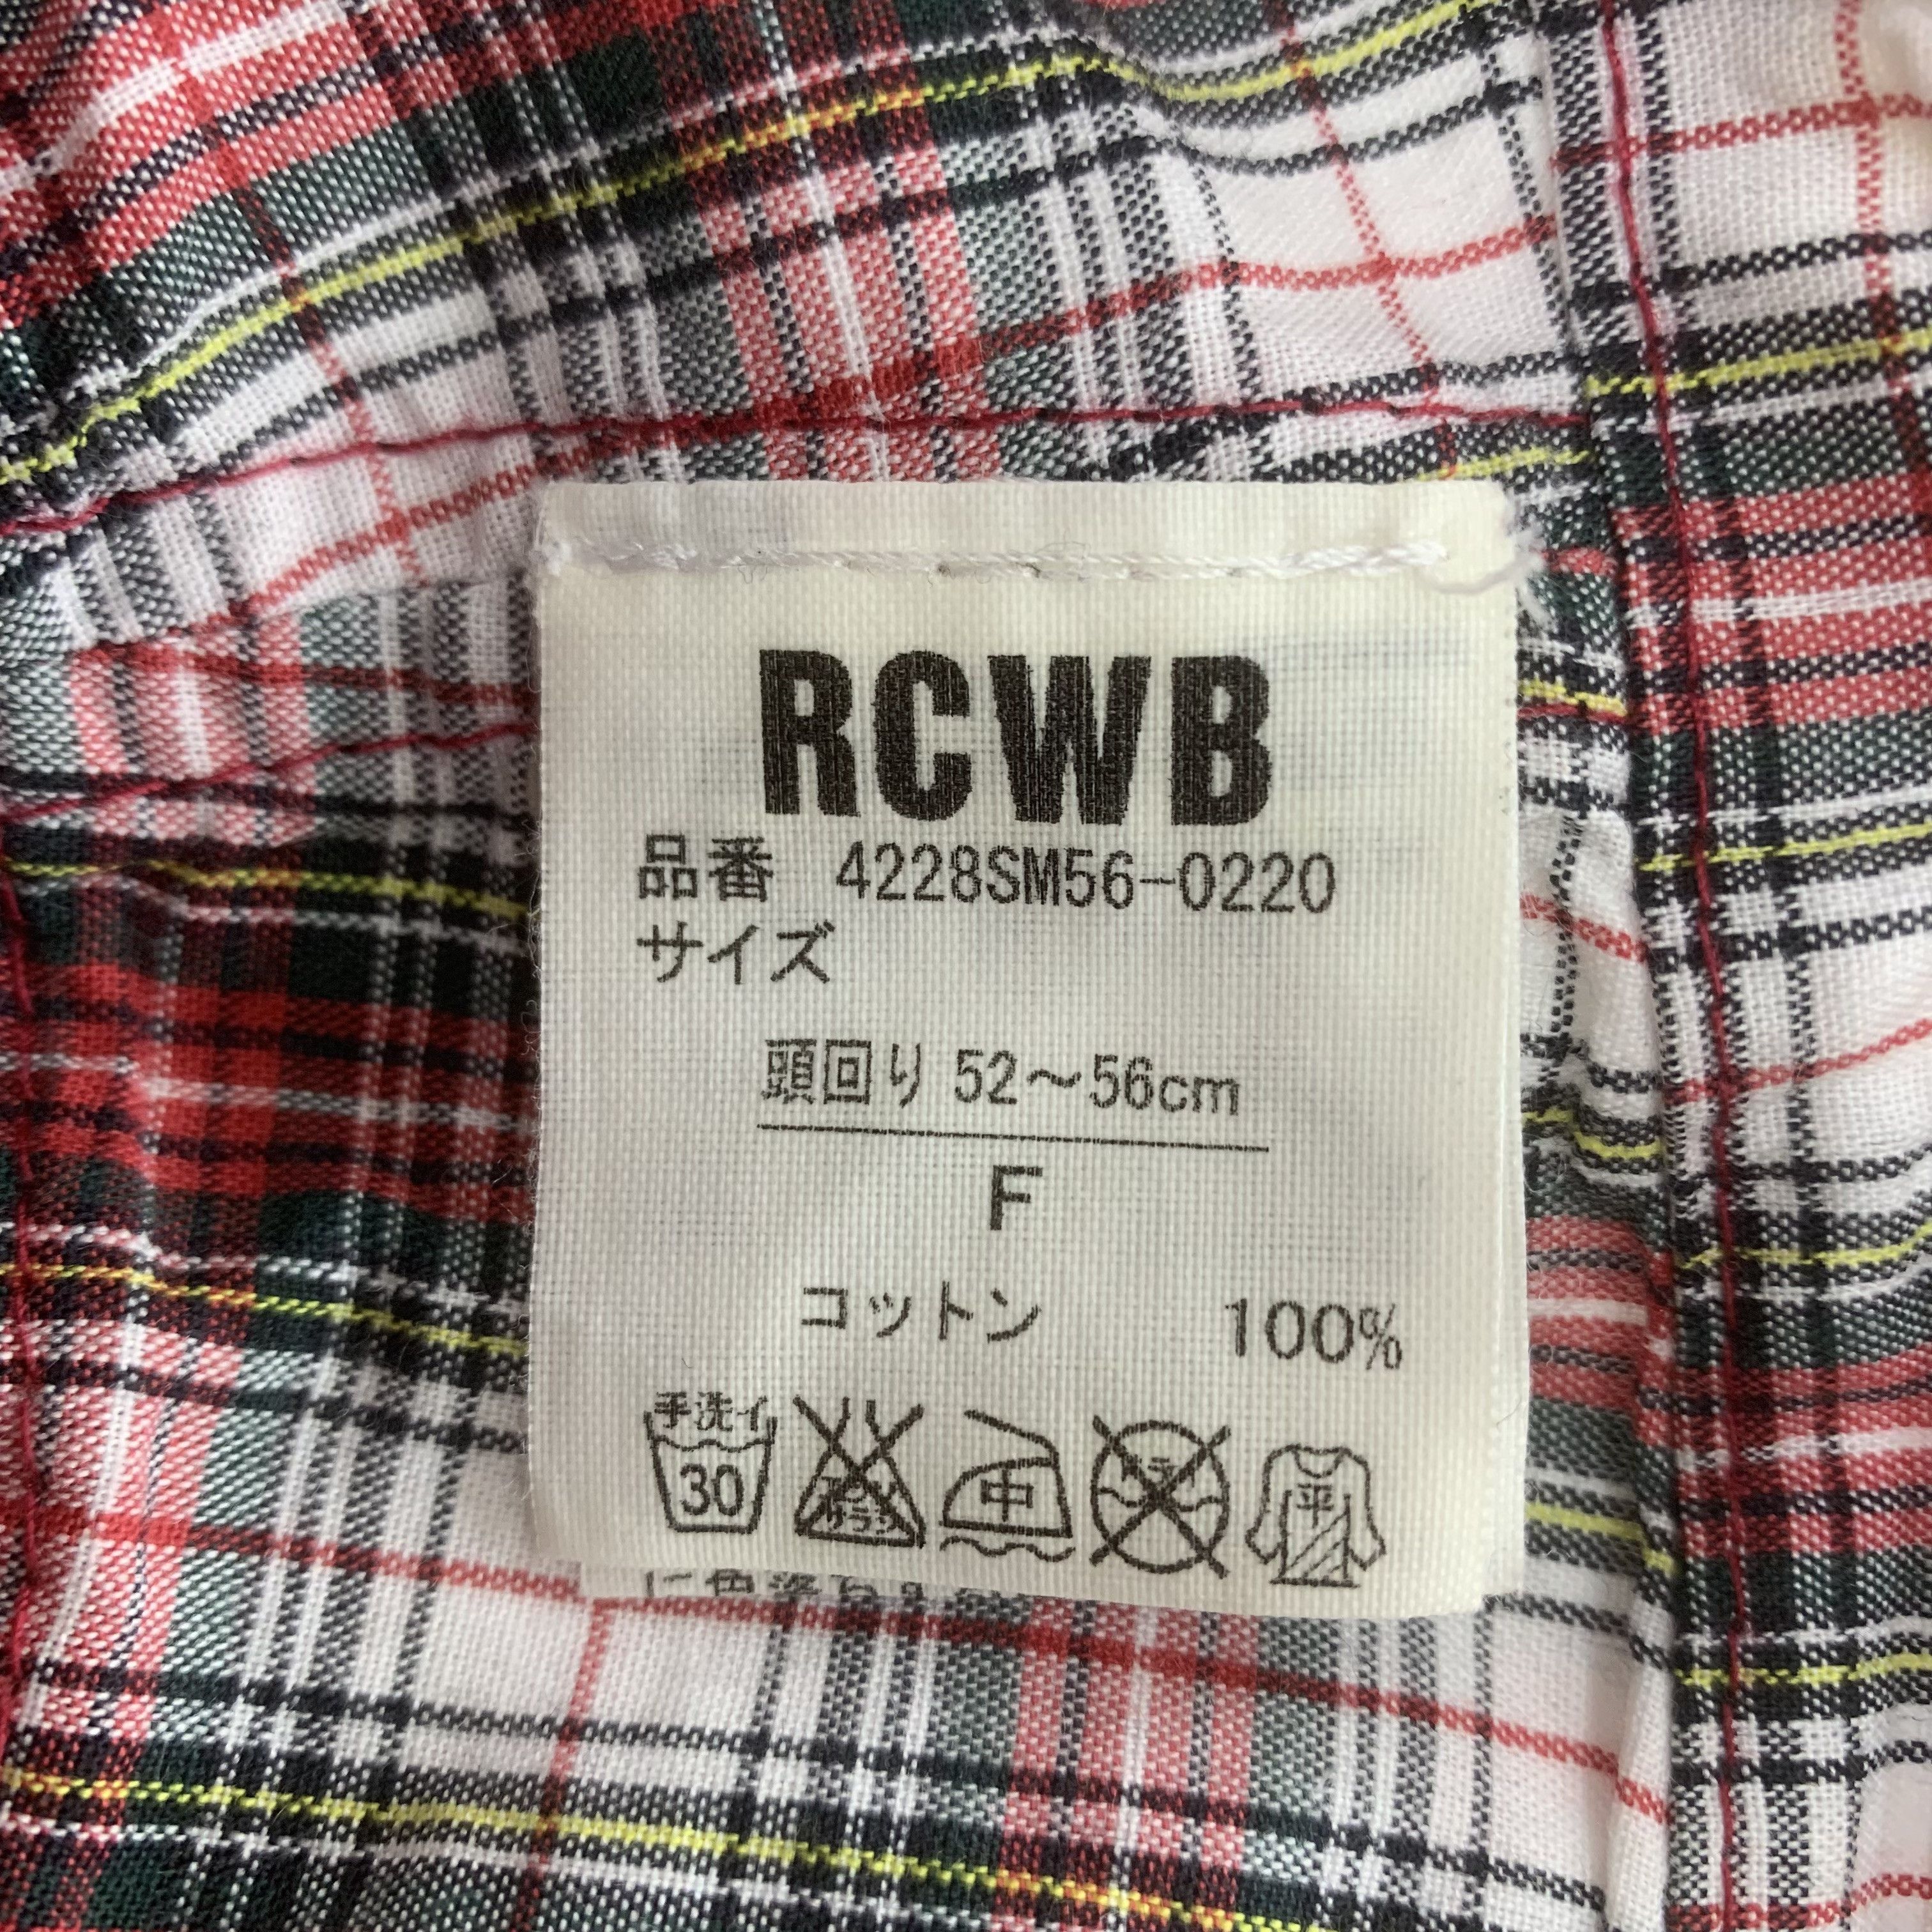 RCWB
品番 4228SM56-0220
サイズ
頭回り 52～56cm
F
コットン 100%
手洗イ
30
中
平